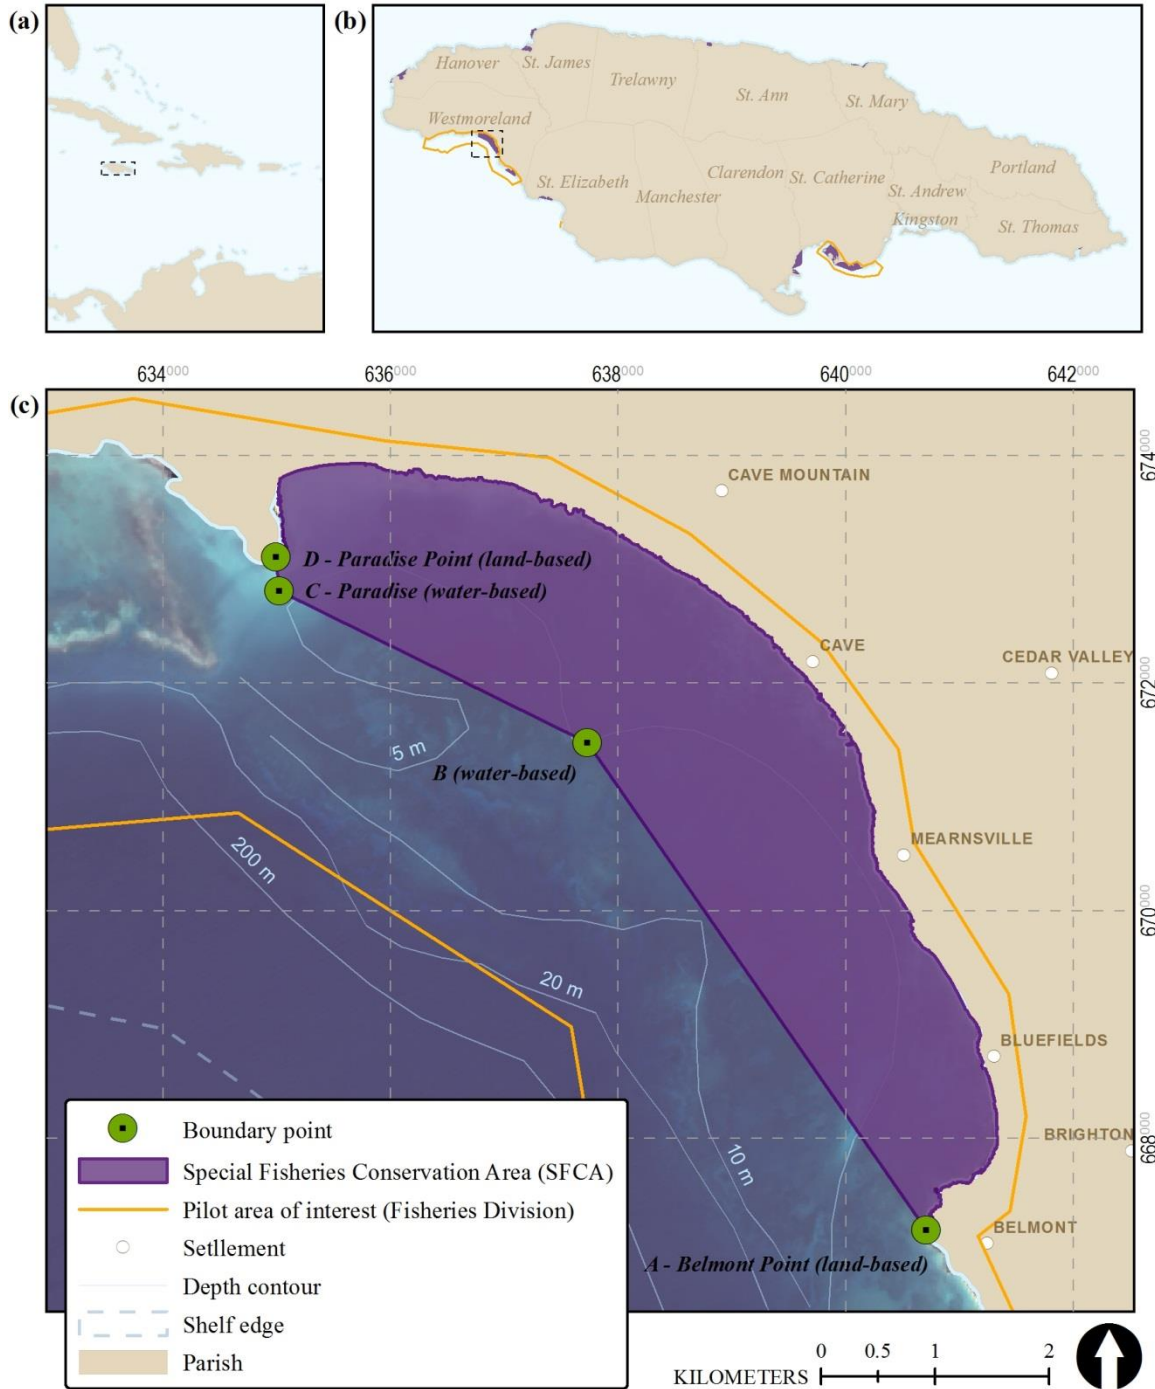 (a)
(b)
Hanover
St. James
Trelawny
St. Ann
St. Mary
Westmoreland
Portland
St. Elizabeth
Manchester
Clarendon
St. Catherine
St. Andrew
Kingston
St. Thomas
634000
636000
638000
640000
642000
(c)
674000
CAVE MOUNTAIN
D - Paradise Point (land-based)
C - Paradise (water-based)
CAVE
CEDAR VALLEY
672000
5 m
B (water-based)
MEARNSVILLE
200 m
670000
20 m
BLUEFIELDS
BRIGHTON
668000
10 m
BELMONT
A - Belmont Point (land-based)
Boundary point
Special Fisheries Conservation Area (SFCA)
Pilot area of interest (Fisheries Division)
Setllement
Depth contour
Shelf edge
Parish
0 0.5 1 2
KILOMETERS